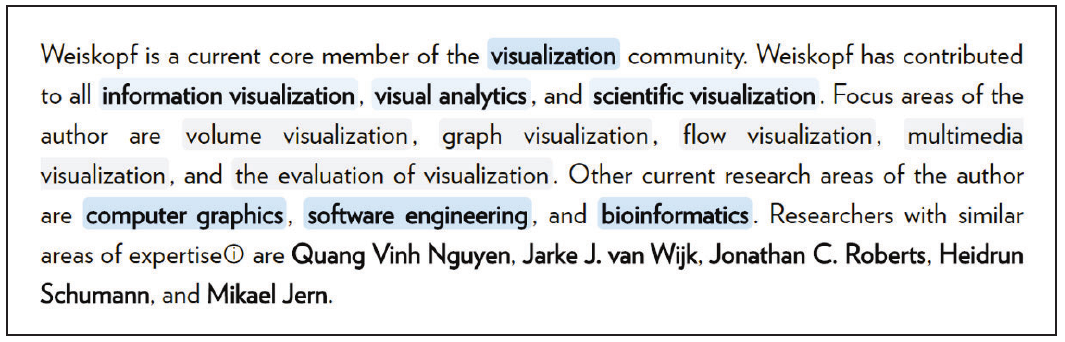 Weiskopf is a current core member of the visualization community. Weiskopf has contributed
to all information visualization, visual analytics, and scientific visualization. Focus areas of the
author are volume visualization, graph visualization, flow visualization, multimedia
visualization, and the evaluation of visualization. Other current research areas of the author
are computer graphics, software engineering, and bioinformatics. Researchers with similar
areas of expertiseⓘ are Quang Vinh Nguyen, Jarke J. van Wijk, Jonathan C. Roberts, Heidrun
Schumann, and Mikael Jern.